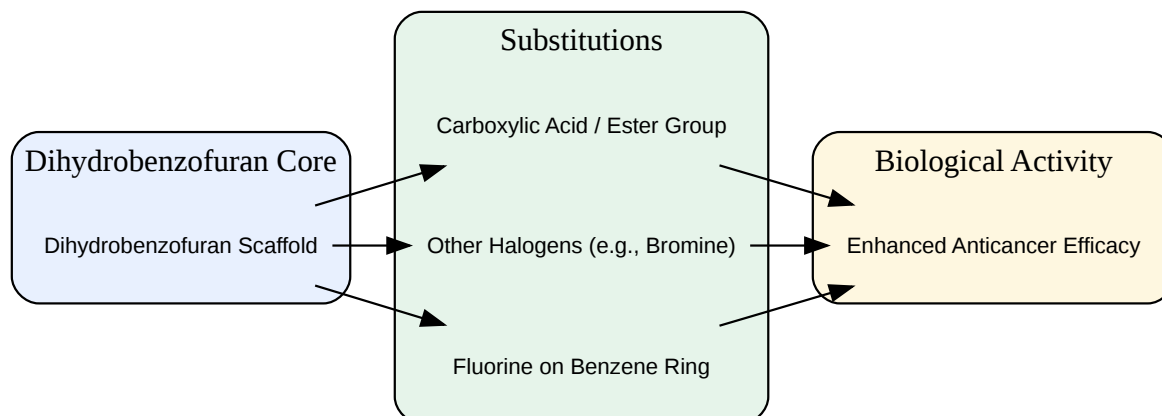 Substitutions
Carboxylic Acid / Ester Group
Dihydrobenzofuran Core
Biological Activity
Dihydrobenzofuran Scaffold
Other Halogens (e.g., Bromine)
Enhanced Anticancer Efficacy
Fluorine on Benzene Ring